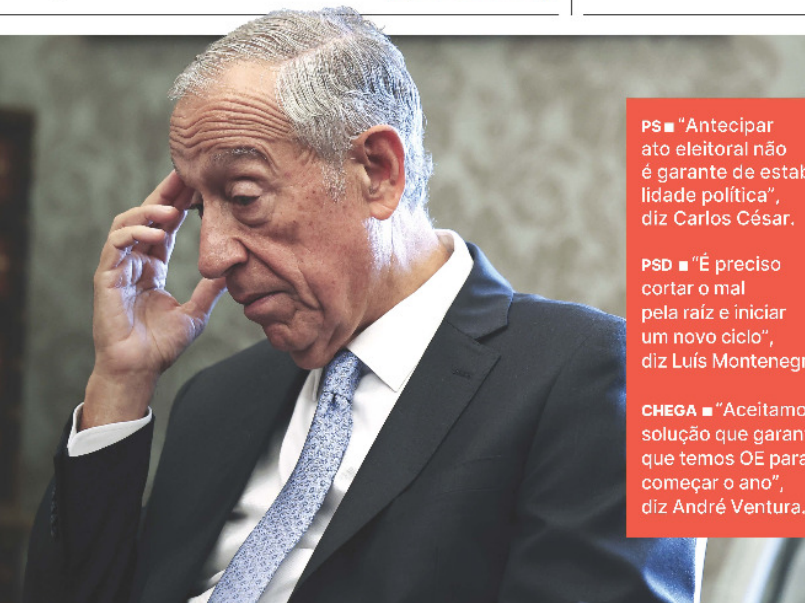 PS ■ "Antecipar
ato eleitoral não
é garante de estab
lidade política",
diz Carlos César.
PSD ■ "É preciso
cortar o mal
pela raíz e iniciar
um novo ciclo",
diz Luís Montenegr
CHEGA ■ "Aceitamo
solução que garant
que temos OE para
começar o ano",
diz André Ventura.